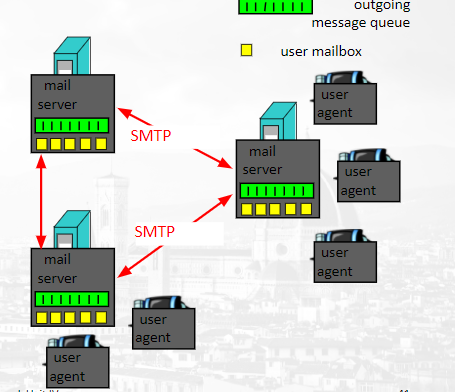 outgoing
message queue
user mailbox
mail
server
user
agent
SMTP
mail
server
user
agent
SMTP
user
agent
mail
server
user
agent
user
agent